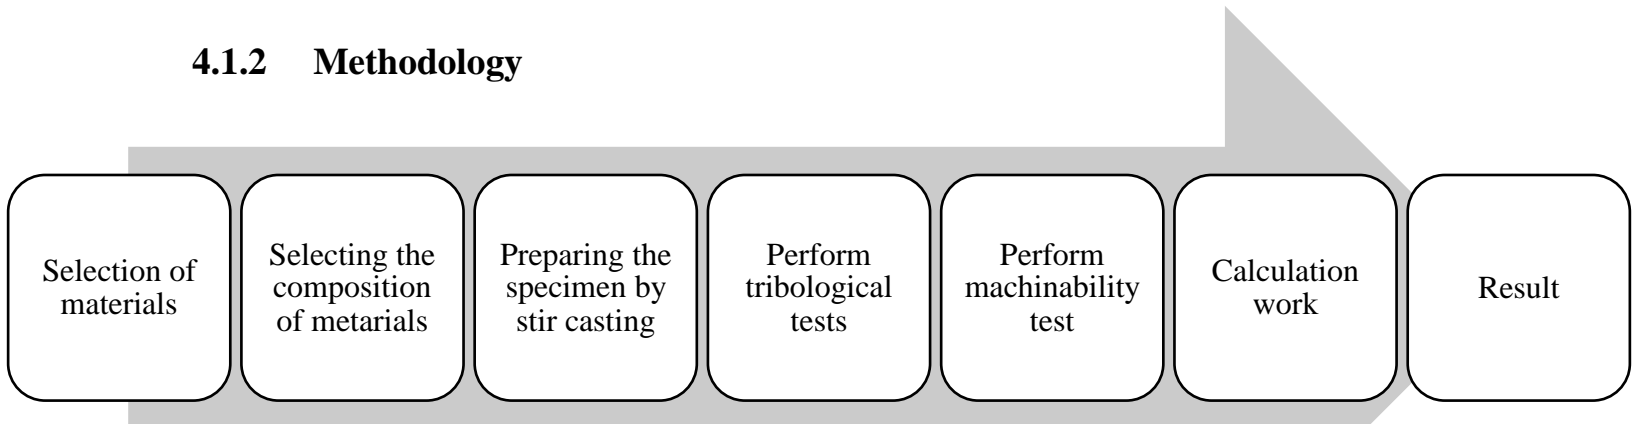 4.1.2 Methodology
Selection of
materials
Selecting the
composition
of metarials
Preparing the
specimen by
stir casting
Perform
tribological
tests
Perform
machinability
test
Calculation
work
Result